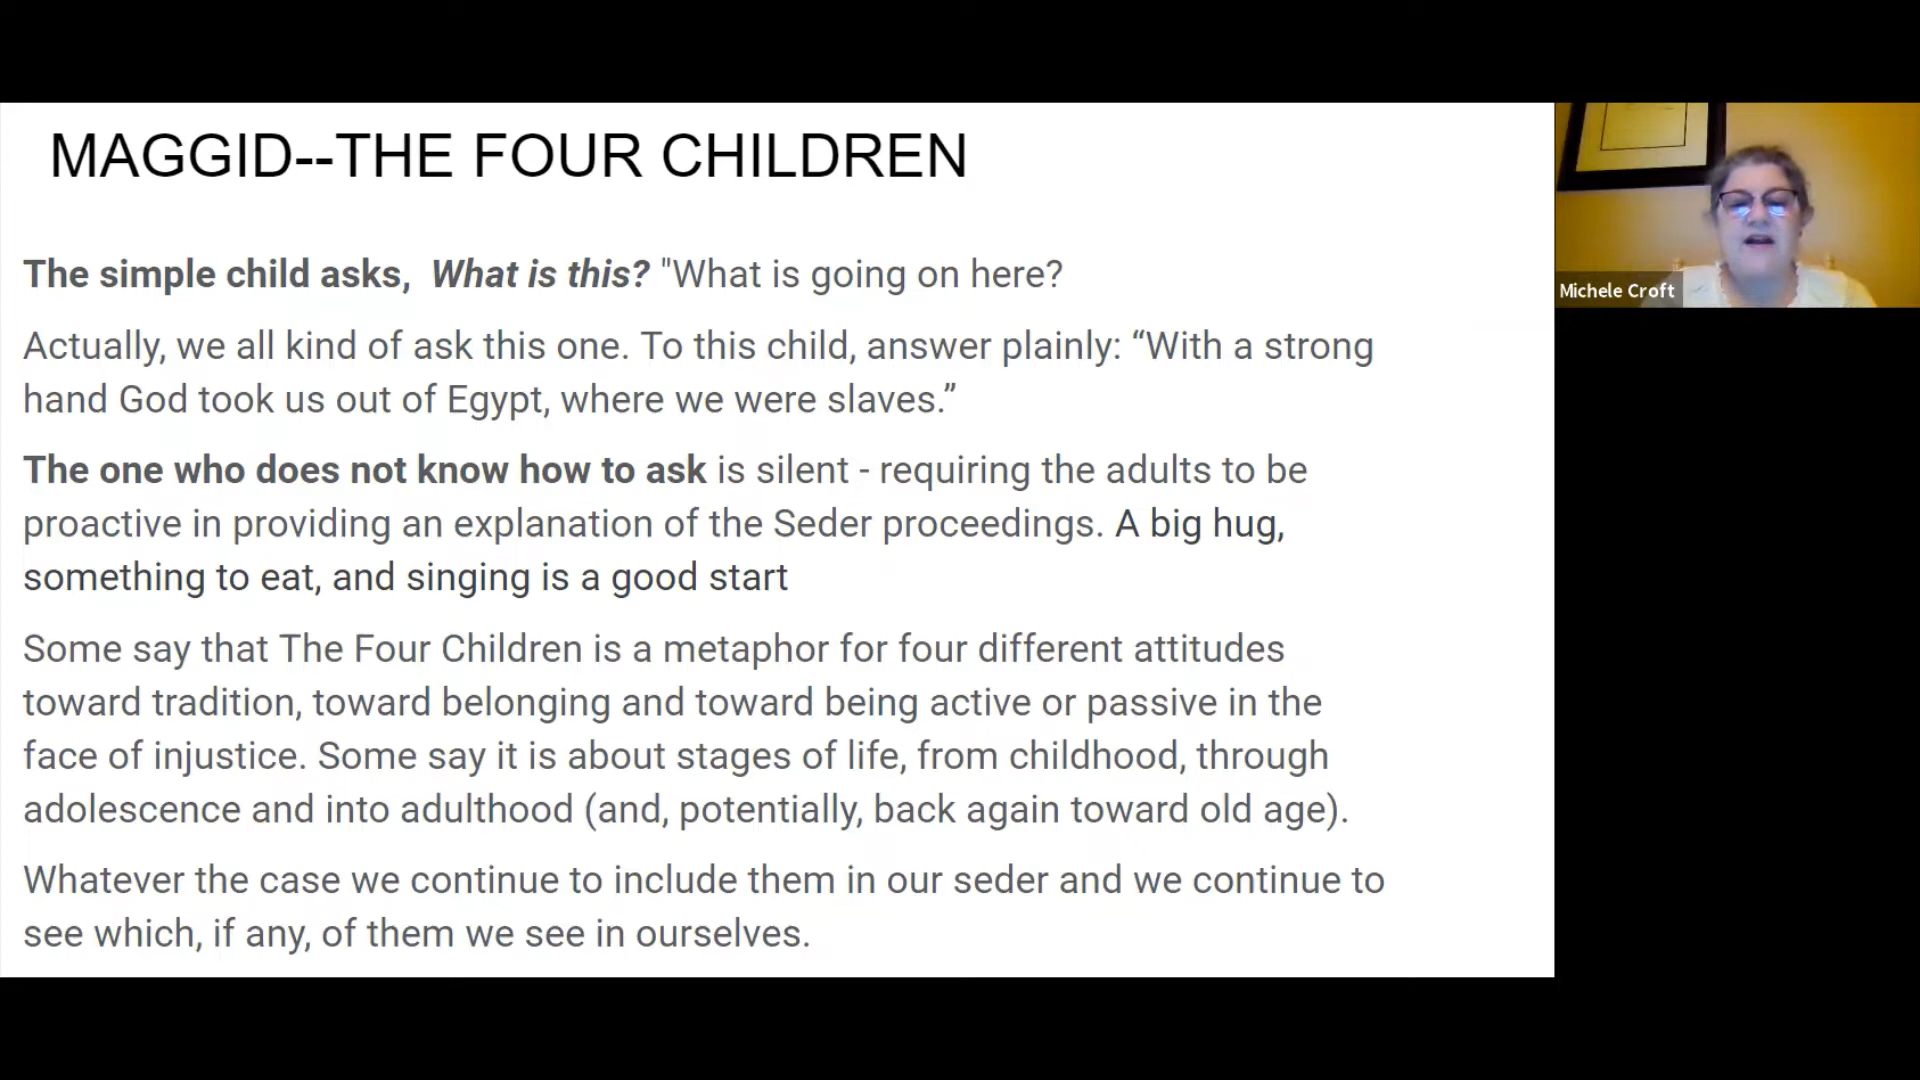 MAGGID--THE FOUR CHILDREN
The simple child asks, What is this? "What is going on here?
Actually, we all kind of ask this one. To this child, answer plainly: “With a strong
hand God took us out of Egypt, where we were slaves.”
The one who does not know how to ask is silent - requiring the adults to be
proactive in providing an explanation of the Seder proceedings. A big hug,
something to eat, and singing is a good start
Some say that The Four Children is a metaphor for four different attitudes
toward tradition, toward belonging and toward being active or passive in the
face of injustice. Some say it is about stages of life, from childhood, through
adolescence and into adulthood (and, potentially, back again toward old age).
Whatever the case we continue to include them in our seder and we continue to
see which, if any, of them we see in ourselves.
Michele Croft